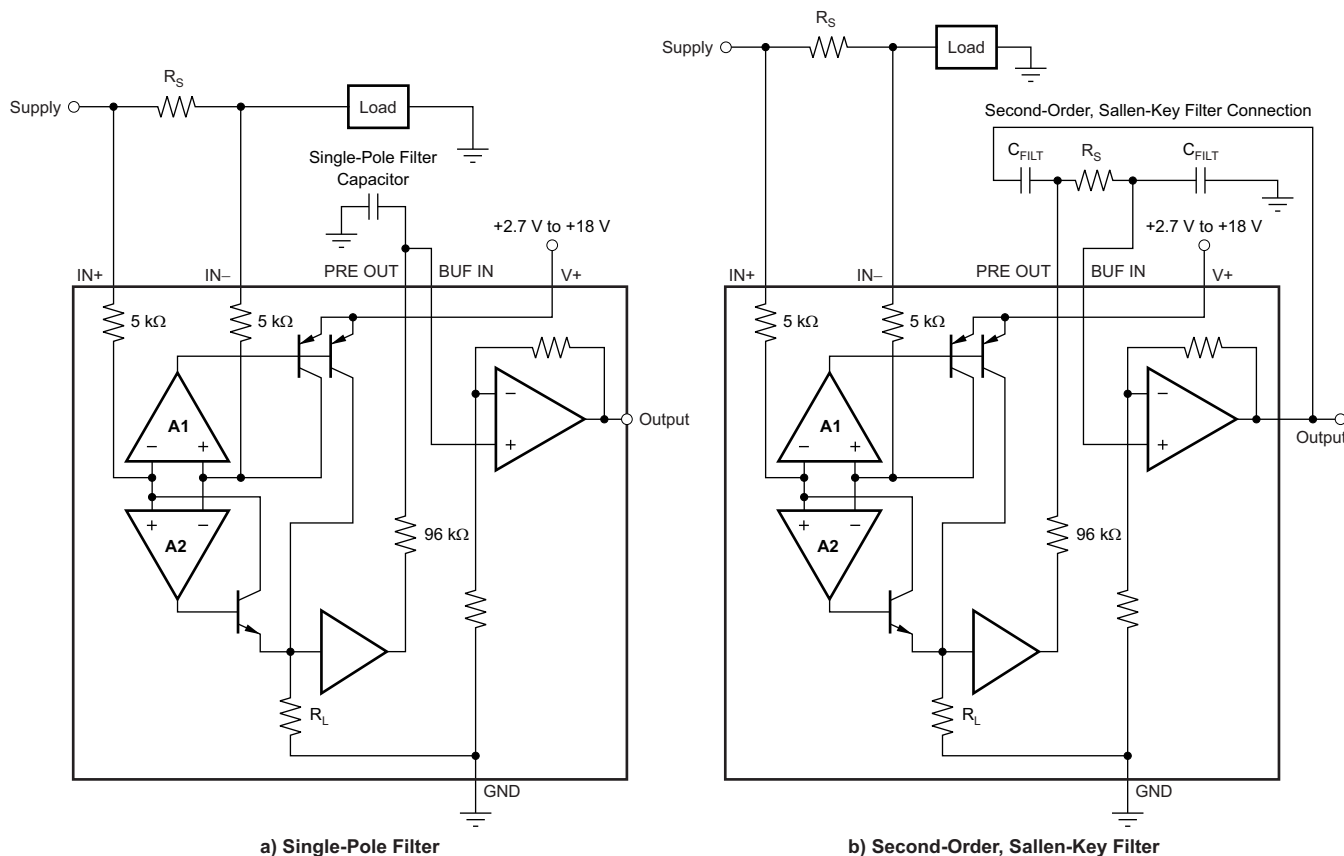 R_S
Supply
Load
Single-Pole Filter
Capacitor
+2.7 V to +18 V
IN+
IN–
PRE OUT
BUF IN
V+
5 kΩ
5 kΩ
A1
–
+
–
+
Output
+
–
A2
96 kΩ
R_L
GND
a) Single-Pole Filter
R_S
Supply
Load
Second-Order, Sallen-Key Filter Connection
C_FILT
R_S
C_FILT
+2.7 V to +18 V
IN+
IN–
PRE OUT
BUF IN
V+
5 kΩ
5 kΩ
A1
–
+
–
+
Output
+
–
A2
96 kΩ
R_L
GND
b) Second-Order, Sallen-Key Filter